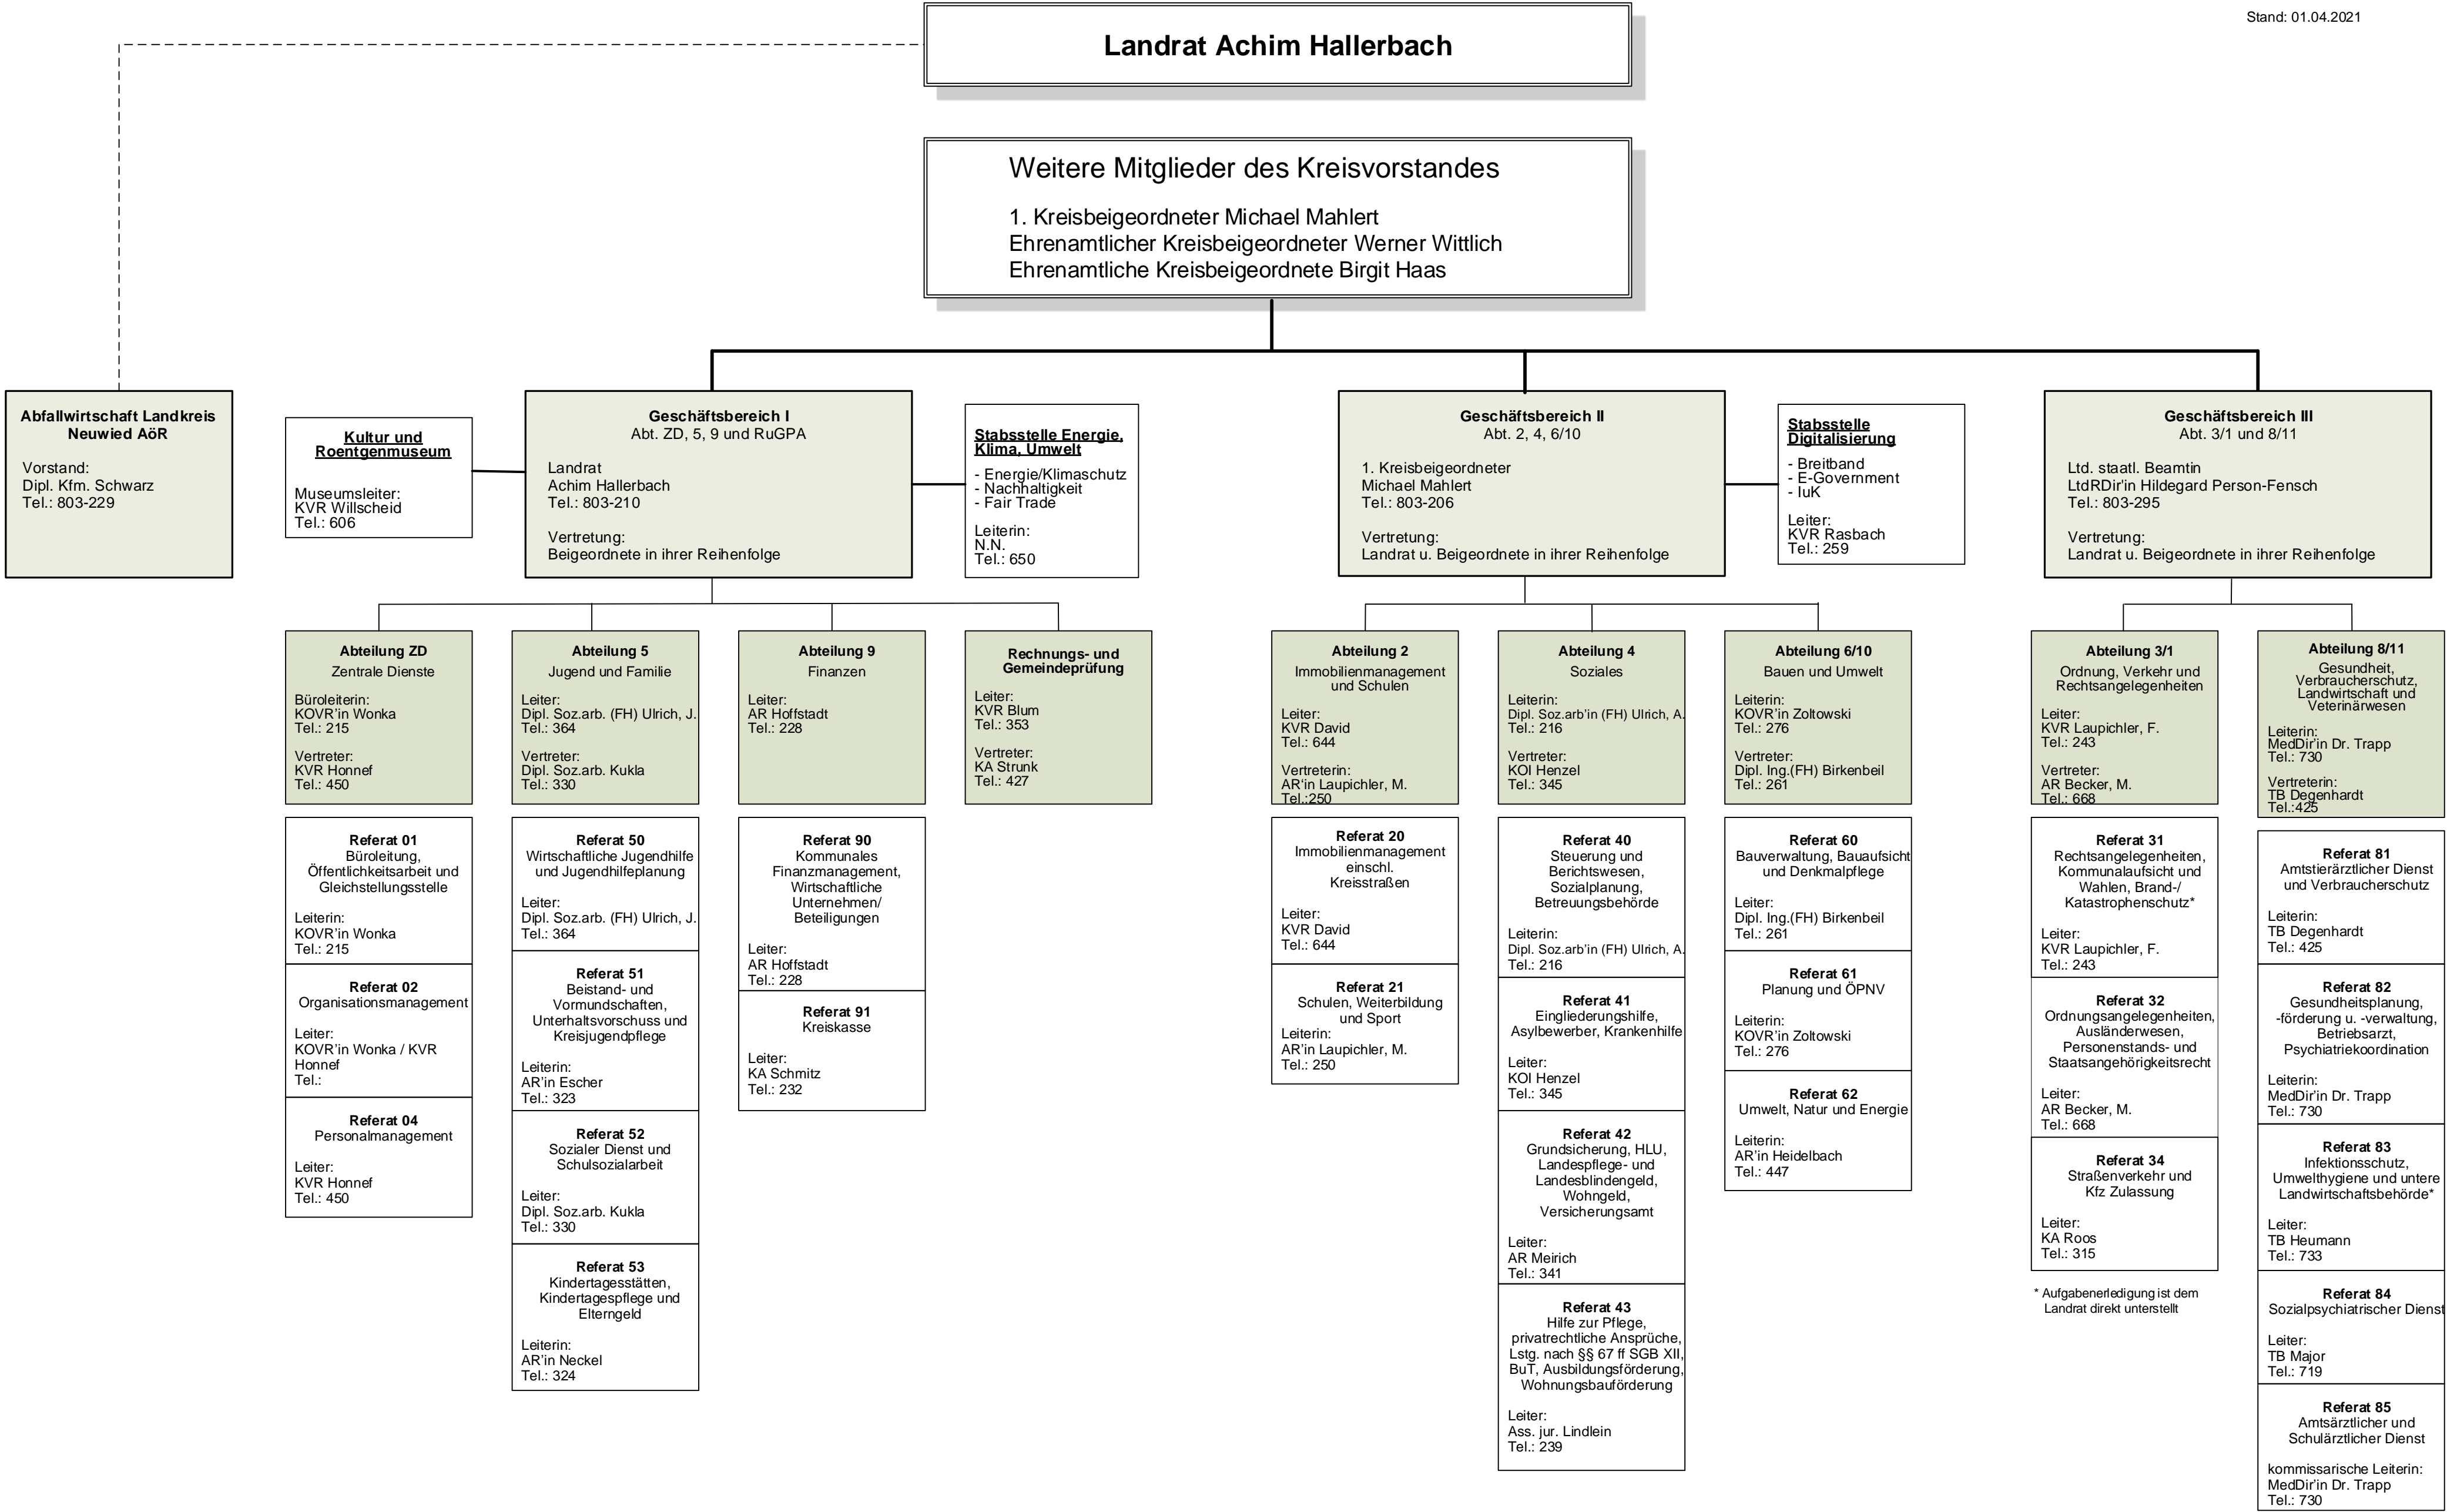 Stand: 01.04.2021
Landrat Achim Hallerbach
Weitere Mitglieder des Kreisvorstandes
1. Kreisbeigeordneter Michael Mahlert
Ehrenamtlicher Kreisbeigeordneter Werner Wittlich
Ehrenamtliche Kreisbeigeordnete Birgit Haas
Abfallwirtschaft Landkreis
Neuwied AöR
Vorstand:
Dipl. Kfm. Schwarz
Tel.: 803-229
Kultur und
Roentgenmuseum
Museumsleiter:
KVR Willscheid
Tel.: 606
Geschäftsbereich I
Abt. ZD, 5, 9 und RuGPA
Landrat
Achim Hallerbach
Tel.: 803-210
Vertretung:
Beigeordnete in ihrer Reihenfolge
Stabsstelle Energie,
Klima, Umwelt
- Energie/Klimaschutz
- Nachhaltigkeit
- Fair Trade
Leiterin:
N.N.
Tel.: 650
Geschäftsbereich II
Abt. 2, 4, 6/10
1. Kreisbeigeordneter
Michael Mahlert
Tel.: 803-206
Vertretung:
Landrat u. Beigeordnete in ihrer Reihenfolge
Stabsstelle
Digitalisierung
- Breitband
- E-Government
- IuK
Leiter:
KVR Rasbach
Tel.: 259
Geschäftsbereich III
Abt. 3/1 und 8/11
Ltd. staatl. Beamtin
LtdRDir'in Hildegard Person-Fensch
Tel.: 803-295
Vertretung:
Landrat u. Beigeordnete in ihrer Reihenfolge
Abteilung ZD
Zentrale Dienste
Büroleiterin:
KOVR'in Wonka
Tel.: 215
Vertreter:
KVR Honnef
Tel.: 450
Abteilung 5
Jugend und Familie
Leiter:
Dipl. Soz.arb. (FH) Ulrich, J.
Tel.: 364
Vertreter:
Dipl. Soz.arb. Kukla
Tel.: 330
Abteilung 9
Finanzen
Leiter:
AR Hoffstadt
Tel.: 228
Rechnungs- und
Gemeindeprüfung
Leiter:
KVR Blum
Tel.: 353
Vertreter:
KA Strunk
Tel.: 427
Abteilung 2
Immobilienmanagement
und Schulen
Leiter:
KVR David
Tel.: 644
Vertreterin:
AR'in Laupichler, M.
Tel.:250
Abteilung 4
Soziales
Leiterin:
Dipl. Soz.arb'in (FH) Ulrich, A.
Tel.: 216
Vertreter:
KOI Henzel
Tel.: 345
Abteilung 6/10
Bauen und Umwelt
Leiterin:
KOVR'in Zoltowski
Tel.: 276
Vertreter:
Dipl. Ing.(FH) Birkenbeil
Tel.: 261
Abteilung 3/1
Ordnung, Verkehr und
Rechtsangelegenheiten
Leiter:
KVR Laupichler, F.
Tel.: 243
Vertreter:
AR Becker, M.
Tel.: 668
Abteilung 8/11
Gesundheit,
Verbraucherschutz,
Landwirtschaft und
Veterinärwesen
Leiterin:
MedDir'in Dr. Trapp
Tel.: 730
Vertreterin:
TB Degenhardt
Tel.:425
Referat 01
Büroleitung,
Öffentlichkeitsarbeit und
Gleichstellungsstelle
Leiterin:
KOVR'in Wonka
Tel.: 215
Referat 02
Organisationsmanagement
Leiter:
KOVR'in Wonka / KVR
Honnef
Tel.:
Referat 04
Personalmanagement
Leiter:
KVR Honnef
Tel.: 450
Referat 50
Wirtschaftliche Jugendhilfe
und Jugendhilfeplanung
Leiter:
Dipl. Soz.arb. (FH) Ulrich, J.
Tel.: 364
Referat 51
Beistand- und
Vormundschaften,
Unterhaltsvorschuss und
Kreisjugendpflege
Leiterin:
AR'in Escher
Tel.: 323
Referat 52
Sozialer Dienst und
Schulsozialarbeit
Leiter:
Dipl. Soz.arb. Kukla
Tel.: 330
Referat 53
Kindertagesstätten,
Kindertagespflege und
Elterngeld
Leiterin:
AR'in Neckel
Tel.: 324
Referat 90
Kommunales
Finanzmanagement,
Wirtschaftliche
Unternehmen/
Beteiligungen
Leiter:
AR Hoffstadt
Tel.: 228
Referat 91
Kreiskasse
Leiter:
KA Schmitz
Tel.: 232
Referat 20
Immobilienmanagement
einschl.
Kreisstraßen
Leiter:
KVR David
Tel.: 644
Referat 21
Schulen, Weiterbildung
und Sport
Leiterin:
AR'in Laupichler, M.
Tel.: 250
Referat 40
Steuerung und
Berichtswesen,
Sozialplanung,
Betreuungsbehörde
Leiterin:
Dipl. Soz.arb'in (FH) Ulrich, A.
Tel.: 216
Referat 41
Eingliederungshilfe,
Asylbewerber, Krankenhilfe
Leiter:
KOI Henzel
Tel.: 345
Referat 42
Grundsicherung, HLU,
Landespflege- und
Landesblindengeld,
Wohngeld,
Versicherungsamt
Leiter:
AR Meirich
Tel.: 341
Referat 43
Hilfe zur Pflege,
privatrechtliche Ansprüche,
Lstg. nach §§ 67 ff SGB XII,
BuT, Ausbildungsförderung,
Wohnungsbauförderung
Leiter:
Ass. jur. Lindlein
Tel.: 239
Referat 60
Bauverwaltung, Bauaufsicht
und Denkmalpflege
Leiter:
Dipl. Ing.(FH) Birkenbeil
Tel.: 261
Referat 61
Planung und ÖPNV
Leiterin:
KOVR'in Zoltowski
Tel.: 276
Referat 62
Umwelt, Natur und Energie
Leiterin:
AR'in Heidelbach
Tel.: 447
Referat 31
Rechtsangelegenheiten,
Kommunalaufsicht und
Wahlen, Brand-/
Katastrophenschutz*
Leiter:
KVR Laupichler, F.
Tel.: 243
Referat 32
Ordnungsangelegenheiten,
Ausländerwesen,
Personenstands- und
Staatsangehörigkeitsrecht
Leiter:
AR Becker, M.
Tel.: 668
Referat 34
Straßenverkehr und
Kfz Zulassung
Leiter:
KA Roos
Tel.: 315
* Aufgabenerledigung ist dem
Landrat direkt unterstellt
Referat 81
Amtstierärztlicher Dienst
und Verbraucherschutz
Leiterin:
TB Degenhardt
Tel.: 425
Referat 82
Gesundheitsplanung,
-förderung u. -verwaltung,
Betriebsarzt,
Psychiatriekoordination
Leiterin:
MedDir'in Dr. Trapp
Tel.: 730
Referat 83
Infektionsschutz,
Umwelthygiene und untere
Landwirtschaftsbehörde*
Leiter:
TB Heumann
Tel.: 733
Referat 84
Sozialpsychiatrischer Dienst
Leiter:
TB Major
Tel.: 719
Referat 85
Amtsärztlicher und
Schulärztlicher Dienst
kommissarische Leiterin:
MedDir'in Dr. Trapp
Tel.: 730